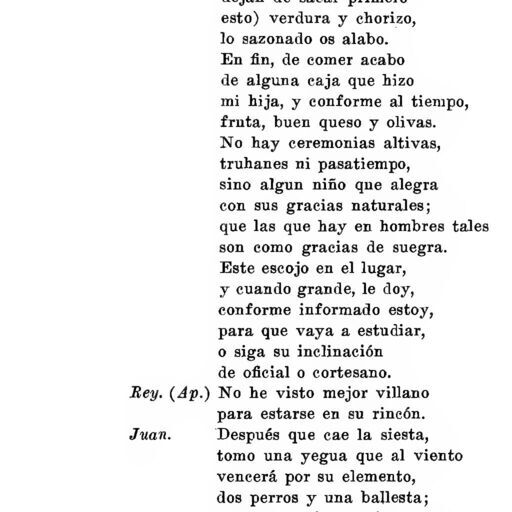 dejan de sacar primero
esto) verdura y chorizo,
lo sazonado os alabo.
En fin, de comer acabo
de alguna caja que hizo
mi hija, y conforme al tiempo,
fruta, buen queso y olivas.
No hay ceremonias altivas,
truhanes ni pasatiempo,
sino algun niño que alegra
con sus gracias naturales;
que las que hay en hombres tales
son como gracias de suegra.
Este escojo en el lugar,
y cuando grande, le doy,
conforme informado estoy,
para que vaya a estudiar,
o siga su inclinación
de oficial o cortesano.
Rey. (Ap.) No he visto mejor villano
para estarse en su rincón.
Juan. Después que cae la siesta,
tomo una yegua que al viento
vencerá por su elemento,
dos perros y una ballesta;